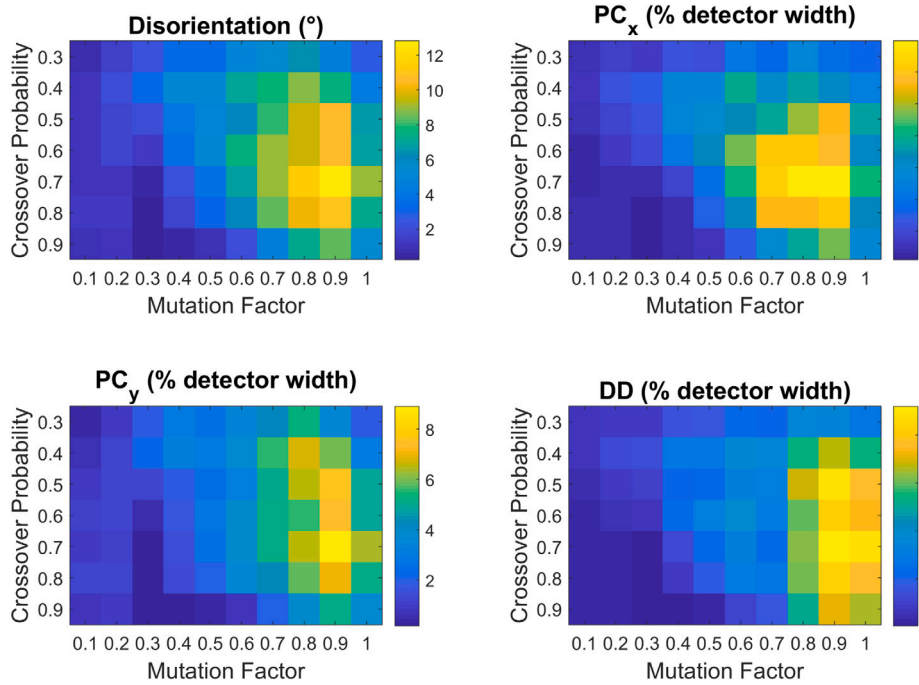 Disorientation (°)
Crossover Probability
0.3
0.4
0.5
0.6
0.7
0.8
0.9
0.1 0.2 0.3 0.4 0.5 0.6 0.7 0.8 0.9 1
Mutation Factor
12
10
8
6
4
2
PCx (% detector width)
Crossover Probability
0.3
0.4
0.5
0.6
0.7
0.8
0.9
0.1 0.2 0.3 0.4 0.5 0.6 0.7 0.8 0.9 1
Mutation Factor
PCy (% detector width)
Crossover Probability
0.3
0.4
0.5
0.6
0.7
0.8
0.9
0.1 0.2 0.3 0.4 0.5 0.6 0.7 0.8 0.9 1
Mutation Factor
8
6
4
2
DD (% detector width)
Crossover Probability
0.3
0.4
0.5
0.6
0.7
0.8
0.9
0.1 0.2 0.3 0.4 0.5 0.6 0.7 0.8 0.9 1
Mutation Factor